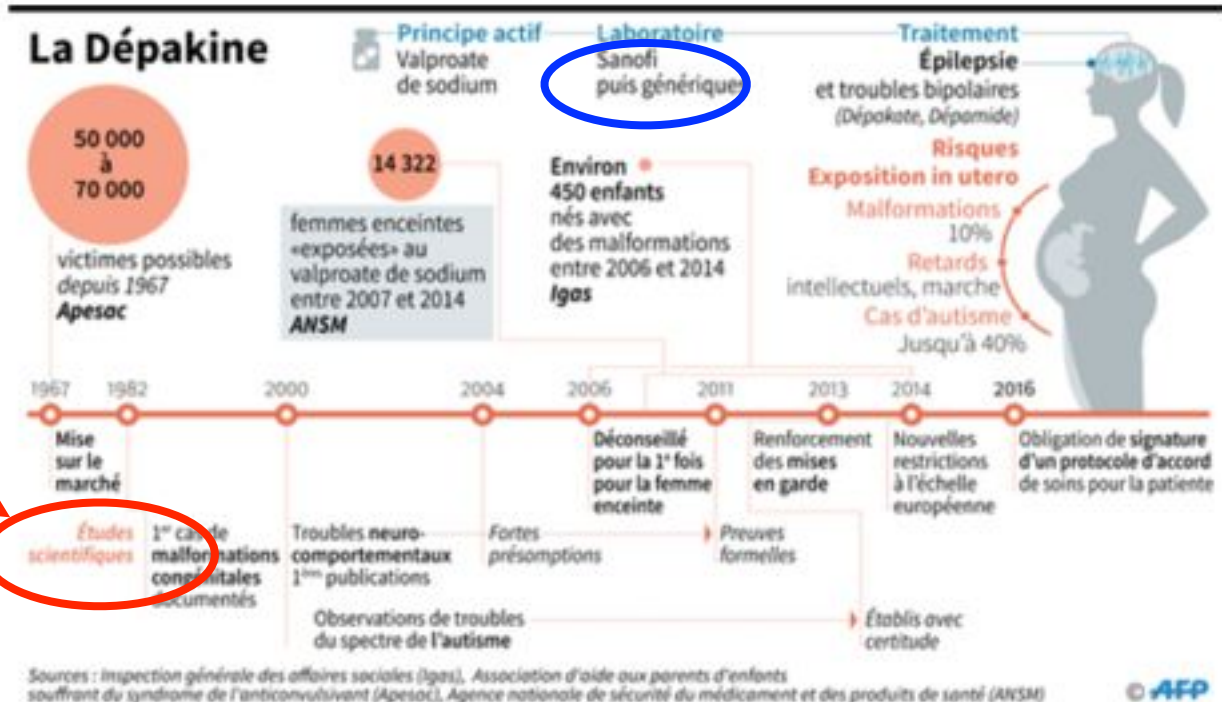 La Dépakine
Principe actif
Valproate
de sodium
Laboratoire
Sanofi
puis génériques
Traitement
Épilepsie
et troubles bipolaires
(Dépakote, Dépamide)
50 000
à
70 000
victimes possibles
depuis 1967
Apesac
14 322
femmes enceintes
«exposées» au
valproate de sodium
entre 2007 et 2014
ANSM
Environ
450 enfants
nés avec
des malformations
entre 2006 et 2014
Igas
Risques
Exposition in utero
Malformations
10%
Retards
intellectuels, marche
Cas d'autisme
Jusqu'à 40%
1967 1982 2000 2004 2006 2011 2013 2014 2016
Mise
sur le
marché
Déconseillé
pour la 1e fois
pour la femme
enceinte
Renforcement
des mises
en garde
Nouvelles
restrictions
à l'échelle
européenne
Obligation de signature
d'un protocole d'accord
de soins pour la patiente
Études
scientifiques
1er cas de
malformations
congénitales
documentés
Troubles neuro-
comportementaux
1ères publications
Fortes
présomptions
Preuves
formelles
Observations de troubles
du spectre de l'autisme
Établis avec
certitude
Sources : Inspection générale des affaires sociales (Igas), Association d'aide aux parents d'enfants
souffrant du syndrome de l'anticonvulsivant (Apesac), Agence nationale de sécurité du médicament et des produits de santé (ANSM)
© AFP